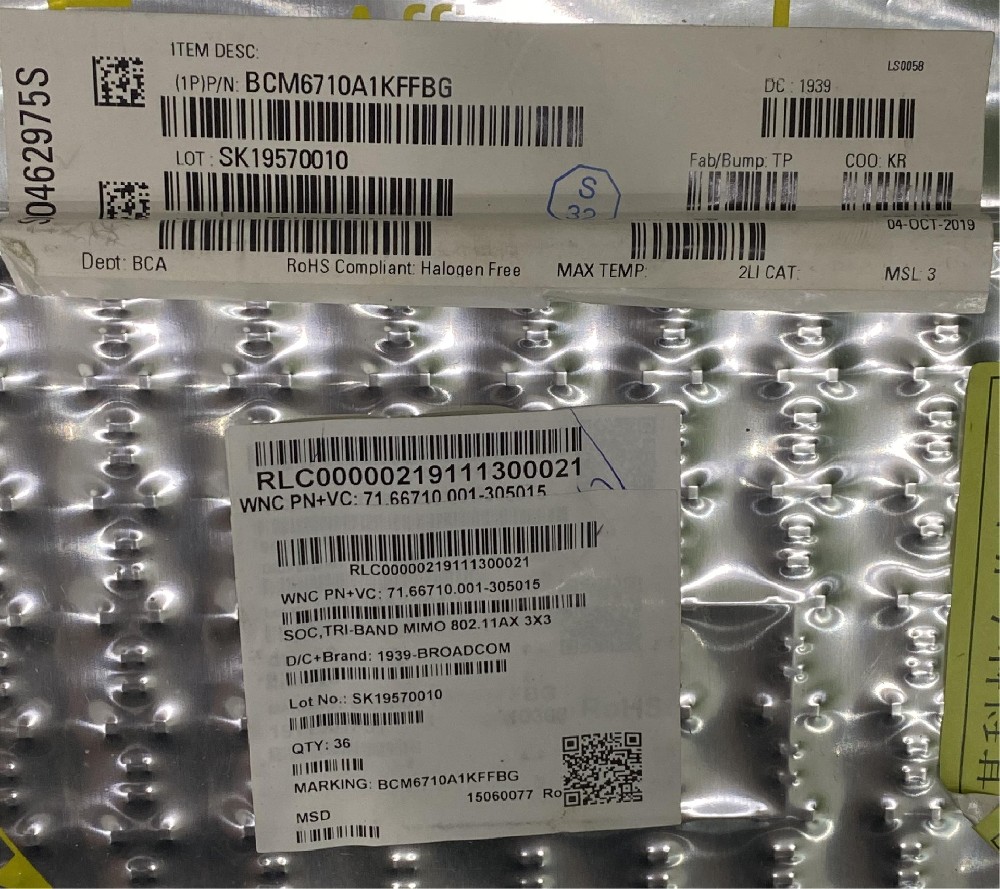 ITEM DESC:
(1P)P/N: BCM6710A1KFFBG
LS0058
DC : 1939
S0462975S
LOT : SK19570010
Fab/Bump: TP
COO: KR
S
32
04-OCT-2019
Dept: BCA
RoHS Compliant: Halogen Free
MAX TEMP:
2LI CAT:
MSL: 3
RLC00000219111300021
WNC PN+VC: 71.66710.001-305015
RLC00000219111300021
WNC PN+VC: 71.66710.001-305015
SOC,TRI-BAND MIMO 802.11AX 3X3
D/C+Brand: 1939-BROADCOM
Lot No.: SK19570010
QTY: 36
MARKING: BCM6710A1KFFBG
15060077 Ro
MSD